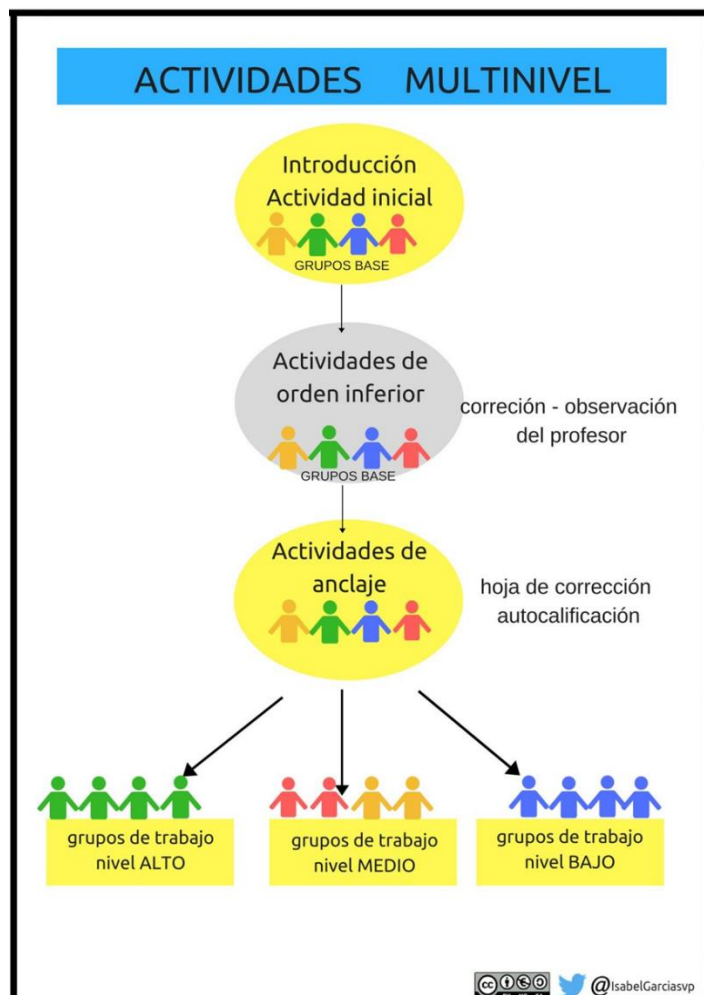 ACTIVIDADES MULTINIVEL
Introducción
Actividad inicial
GRUPOS BASE
Actividades de
orden inferior
GRUPOS BASE
correción - observación
del profesor
Actividades de
anclaje
hoja de corrección
autocalificación
grupos de trabajo
nivel ALTO
grupos de trabajo
nivel MEDIO
grupos de trabajo
nivel BAJO
@IsabelGarciasvp